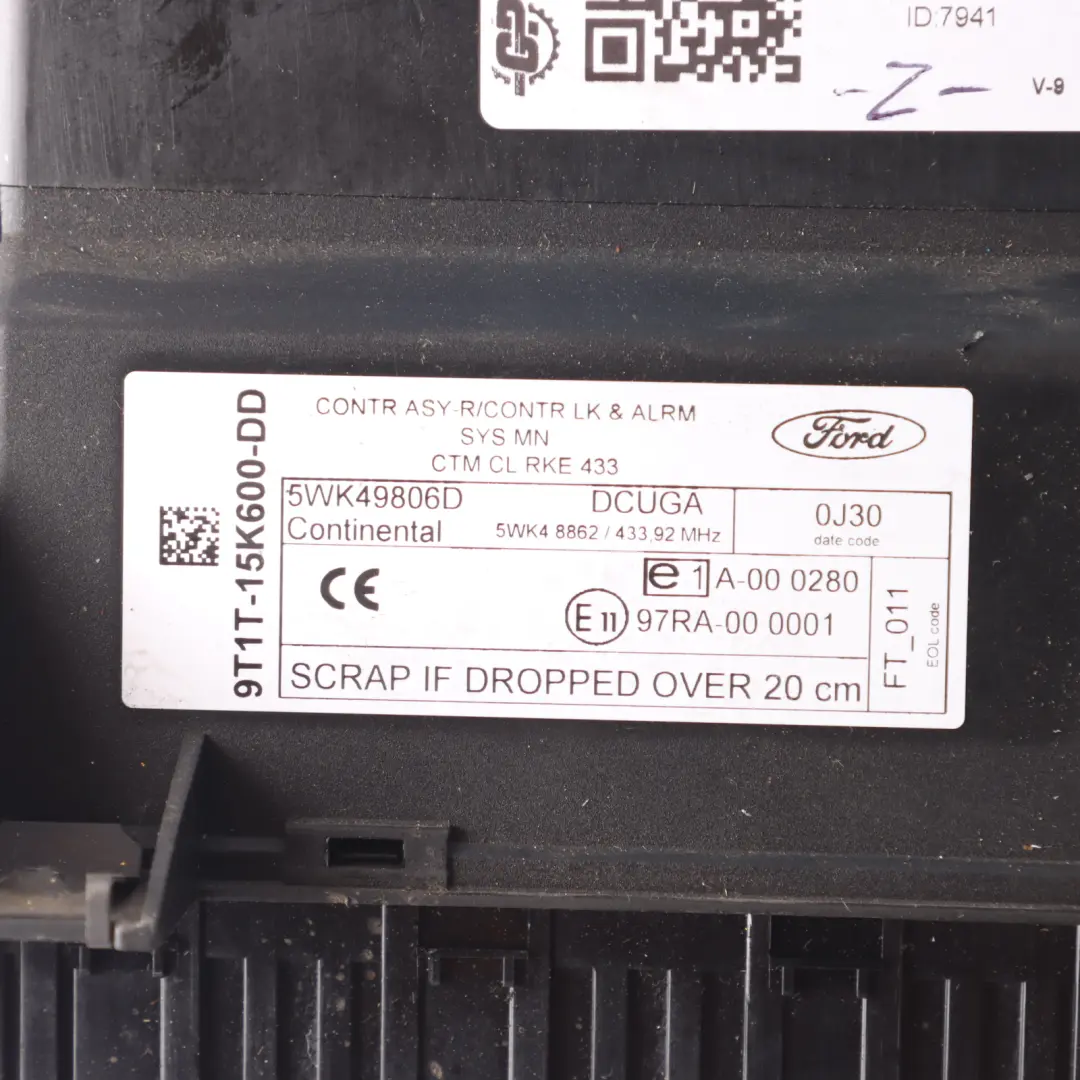 ID:7941
-Z-
V-9
9T1T-15K600-DD
CONTR ASY-R/CONTR LK & ALRM
SYS MN
CTM CL RKE 433
Ford
5WK49806D DCUGA
Continental 5WK4 8862 / 433,92 MHz
0J30
date code
CE
e1 A-00 0280
E11 97RA-00 0001
FT_011
EOL code
SCRAP IF DROPPED OVER 20 cm